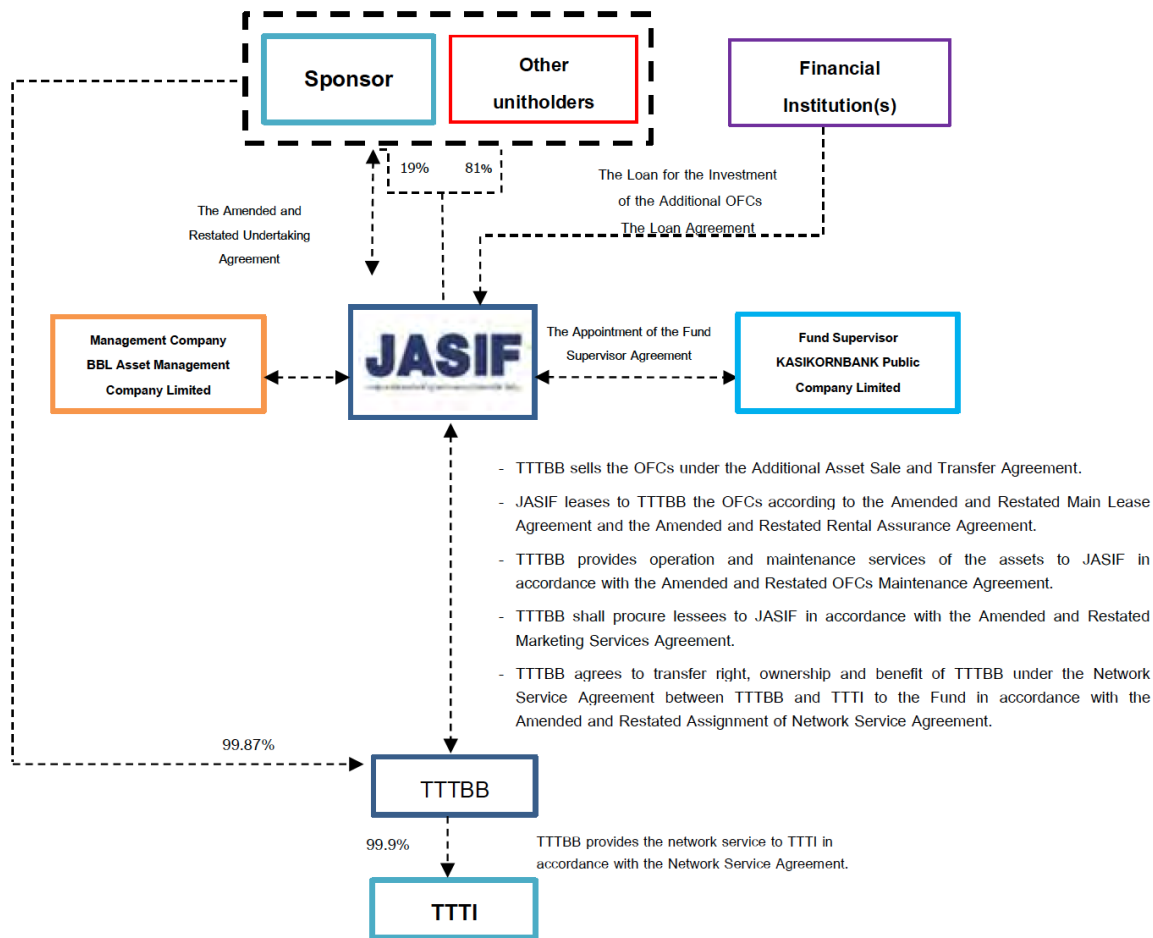 Sponsor
Other
unitholders
Financial
Institution(s)
19%
81%
The Loan for the Investment
of the Additional OFCs
The Loan Agreement
The Amended and
Restated Undertaking
Agreement
Management Company
BBL Asset Management
Company Limited
JASIF
The Appointment of the Fund
Supervisor Agreement
Fund Supervisor
KASIKORNBANK Public
Company Limited
- TTTBB sells the OFCs under the Additional Asset Sale and Transfer Agreement.
- JASIF leases to TTTBB the OFCs according to the Amended and Restated Main Lease
Agreement and the Amended and Restated Rental Assurance Agreement.
- TTTBB provides operation and maintenance services of the assets to JASIF in
accordance with the Amended and Restated OFCs Maintenance Agreement.
- TTTBB shall procure lessees to JASIF in accordance with the Amended and Restated
Marketing Services Agreement.
- TTTBB agrees to transfer right, ownership and benefit of TTTBB under the Network
Service Agreement between TTTBB and TTTI to the Fund in accordance with the
Amended and Restated Assignment of Network Service Agreement.
99.87%
TTTBB
99.9%
TTTBB provides the network service to TTTI in
accordance with the Network Service Agreement.
TTTI